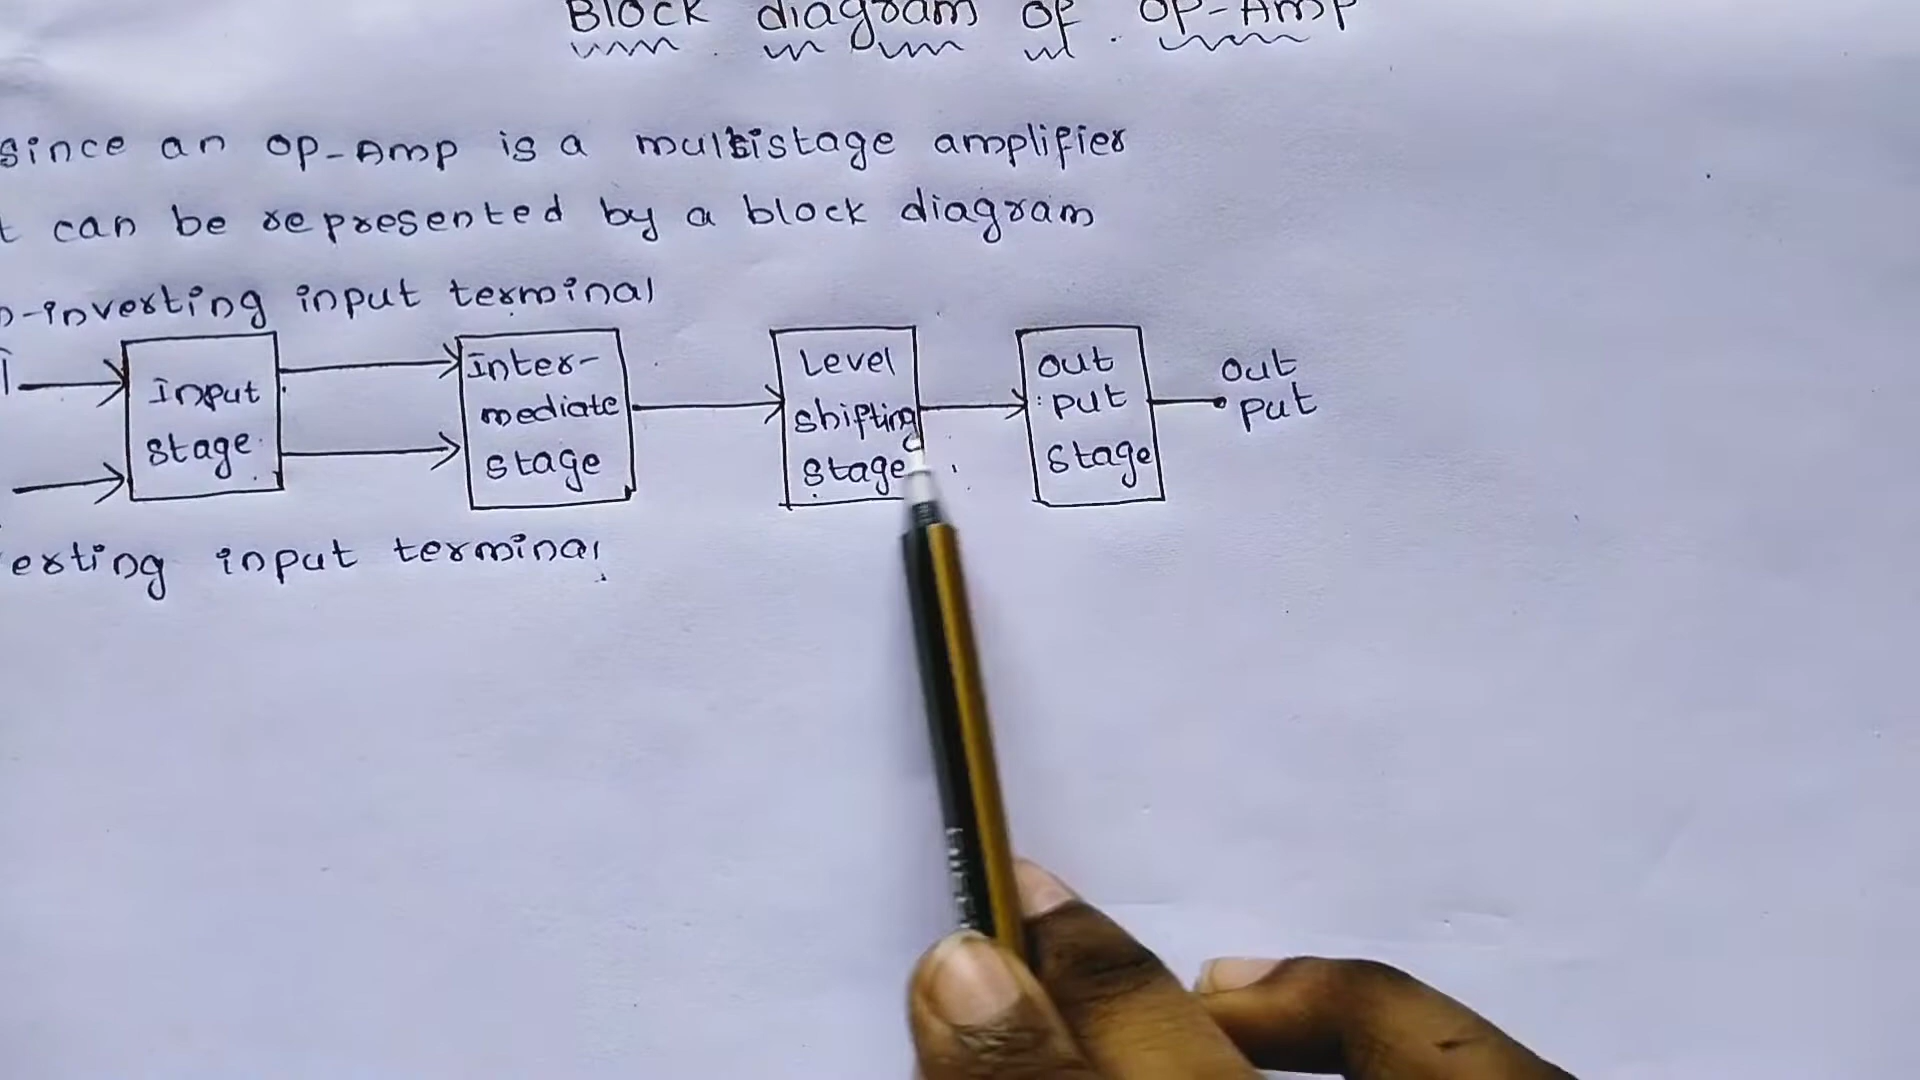 Block diagram of OP-Amp
since an OP-Amp is a multistage amplifier
can be represented by a block diagram
-inverting input terminal
Input
stage
Inter-
mediate
stage
Level
shifting
stage
out
put
stage
out
put
erting input terminal